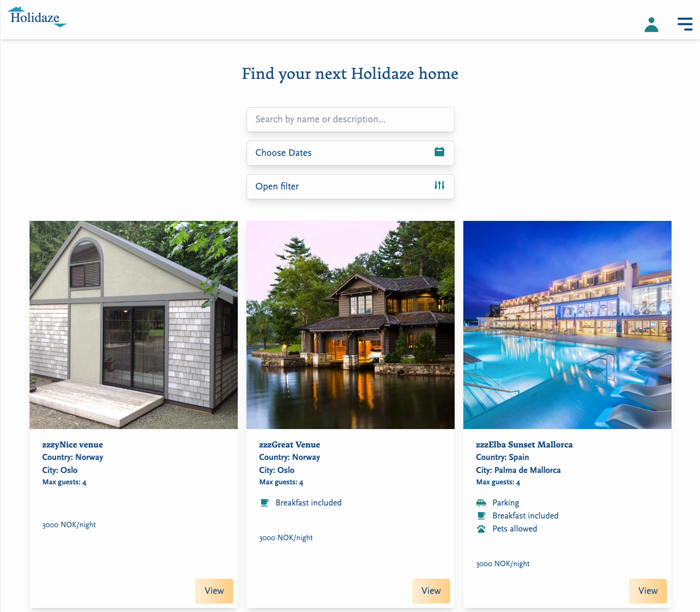 Holidaze
Find your next Holidaze home
Search by name or description...
Choose Dates
Open filter
zzzyNice venue
Country: Norway
City: Oslo
Max guests: 4
3000 NOK/night
View
zzzGreat Venue
Country: Norway
City: Oslo
Max guests: 4
Breakfast included
3000 NOK/night
View
zzzElba Sunset Mallorca
Country: Spain
City: Palma de Mallorca
Max guests: 4
Parking
Breakfast included
Pets allowed
3000 NOK/night
View